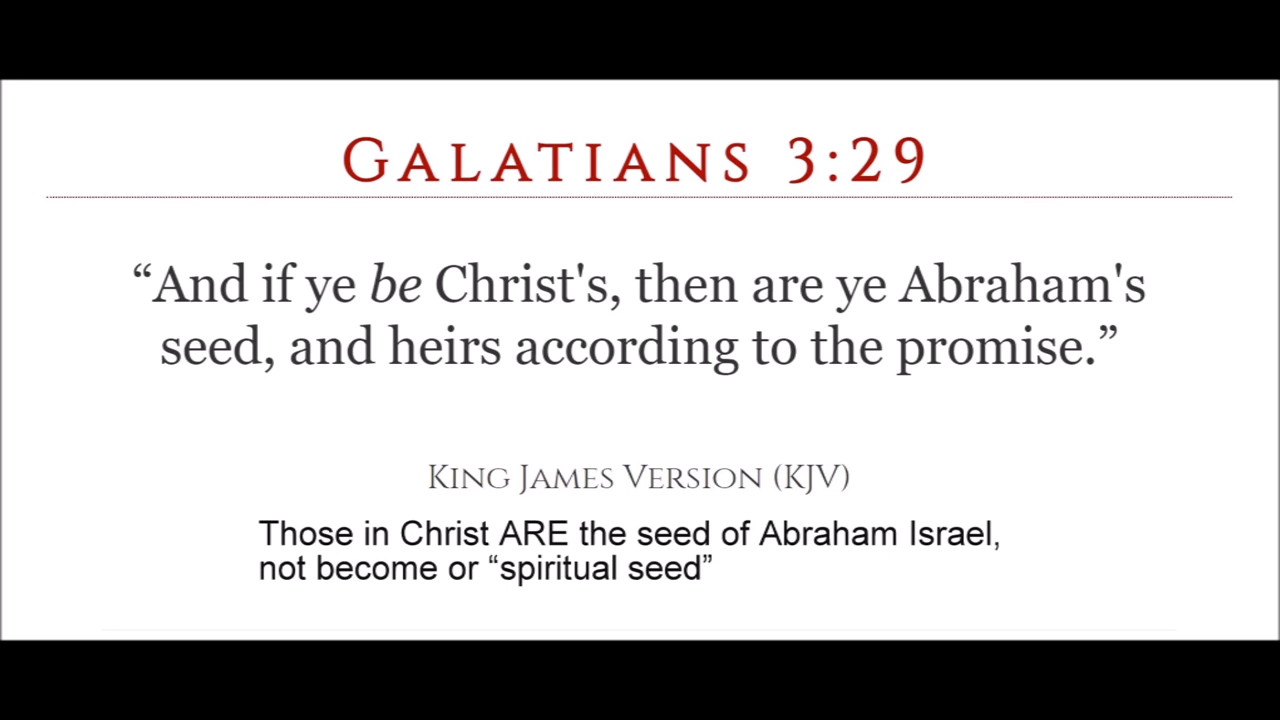 GALATIANS 3:29
“And if ye be Christ's, then are ye Abraham's
seed, and heirs according to the promise.”
KING JAMES VERSION (KJV)
Those in Christ ARE the seed of Abraham Israel,
not become or “spiritual seed”